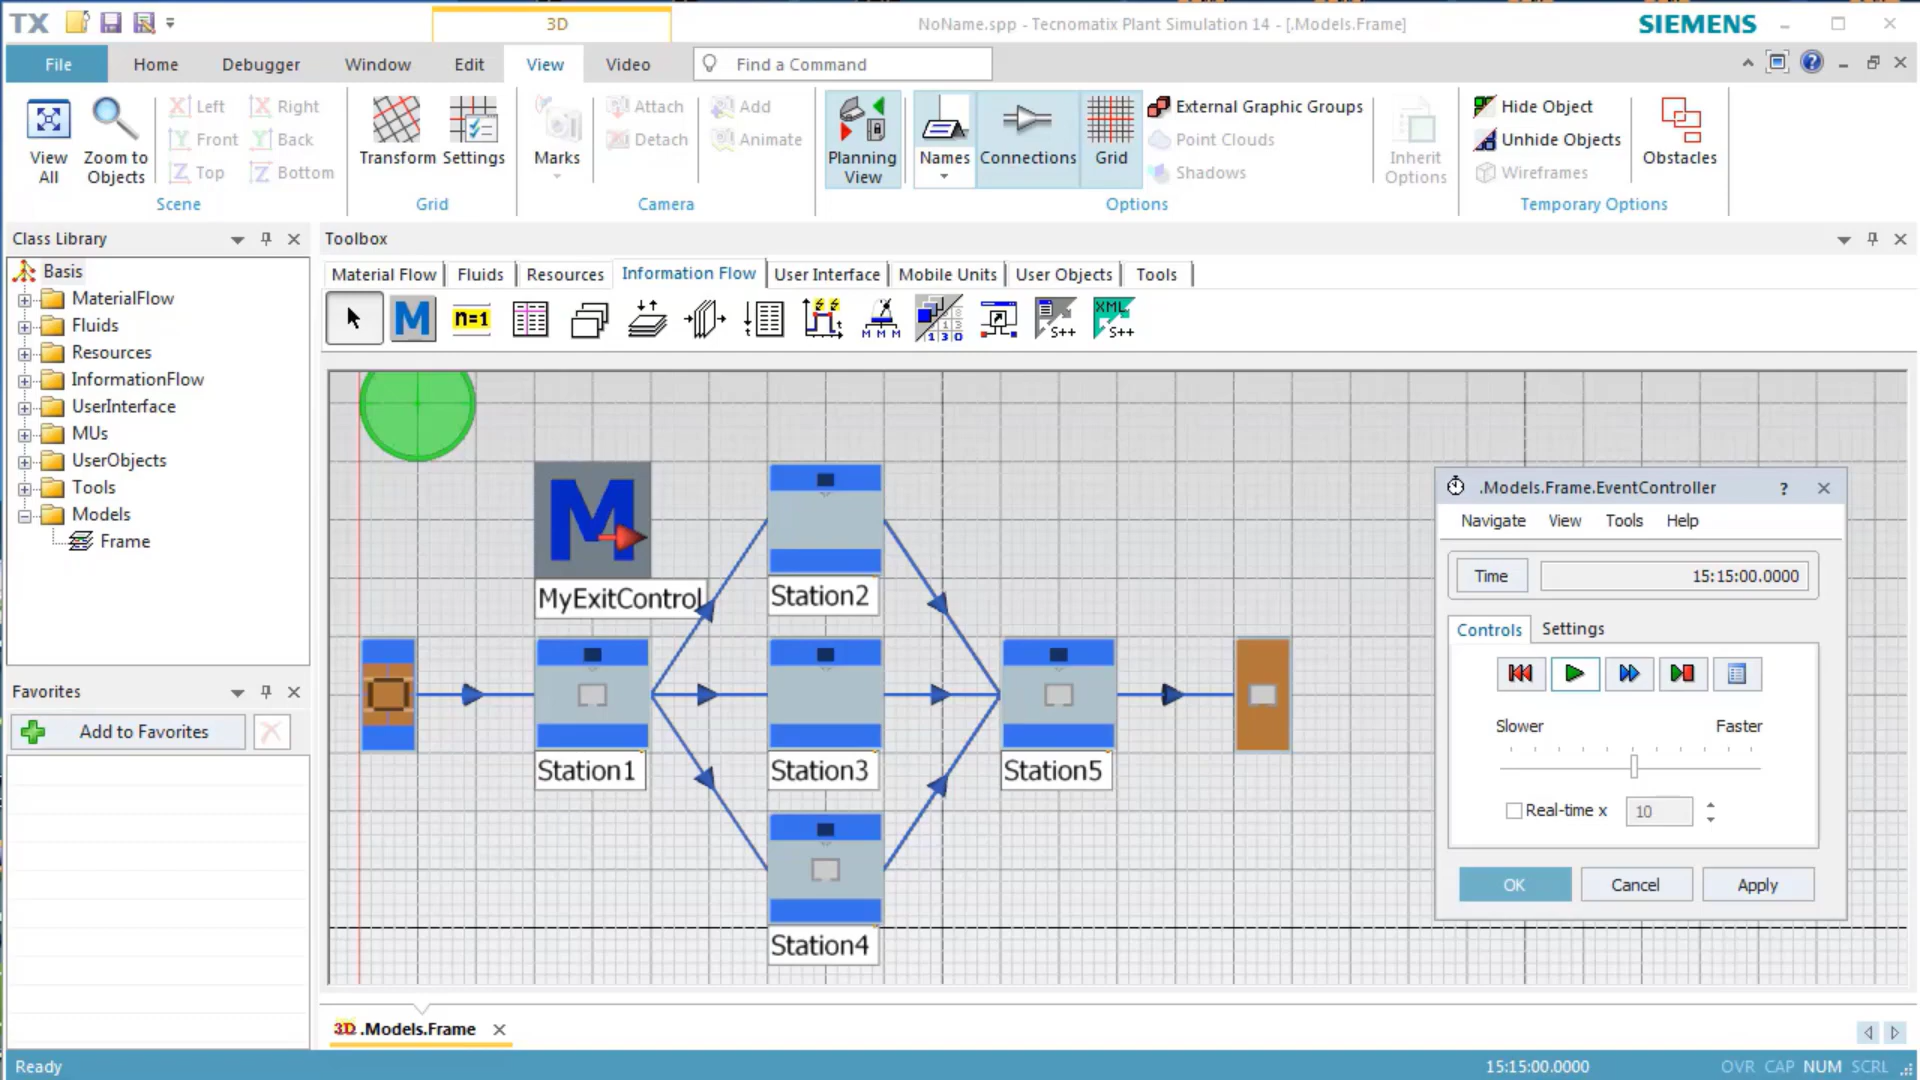 TX
3D
NoName.spp - Tecnomatix Plant Simulation 14 - [.Models.Frame]
SIEMENS
File
Home
Debugger
Window
Edit
View
Video
Find a Command
View All
Zoom to Objects
Left
Right
Front
Back
Top
Bottom
Scene
Transform
Settings
Grid
Marks
Attach
Detach
Add
Animate
Camera
Planning View
Names
Connections
Grid
External Graphic Groups
Point Clouds
Shadows
Options
Inherit Options
Hide Object
Unhide Objects
Wireframes
Obstacles
Temporary Options
Class Library
Basis
MaterialFlow
Fluids
Resources
InformationFlow
UserInterface
MUs
UserObjects
Tools
Models
Frame
Favorites
Add to Favorites
Toolbox
Material Flow
Fluids
Resources
Information Flow
User Interface
Mobile Units
User Objects
Tools
M
n=1
M M M
S++
XML
S++
M
MyExitControl
Station2
Station1
Station3
Station5
Station4
.Models.Frame.EventController
?
Navigate
View
Tools
Help
Time
15:15:00.0000
Controls
Settings
Slower
Faster
Real-time x
10
OK
Cancel
Apply
3D .Models.Frame
Ready
15:15:00.0000
OVR CAP NUM SCRL